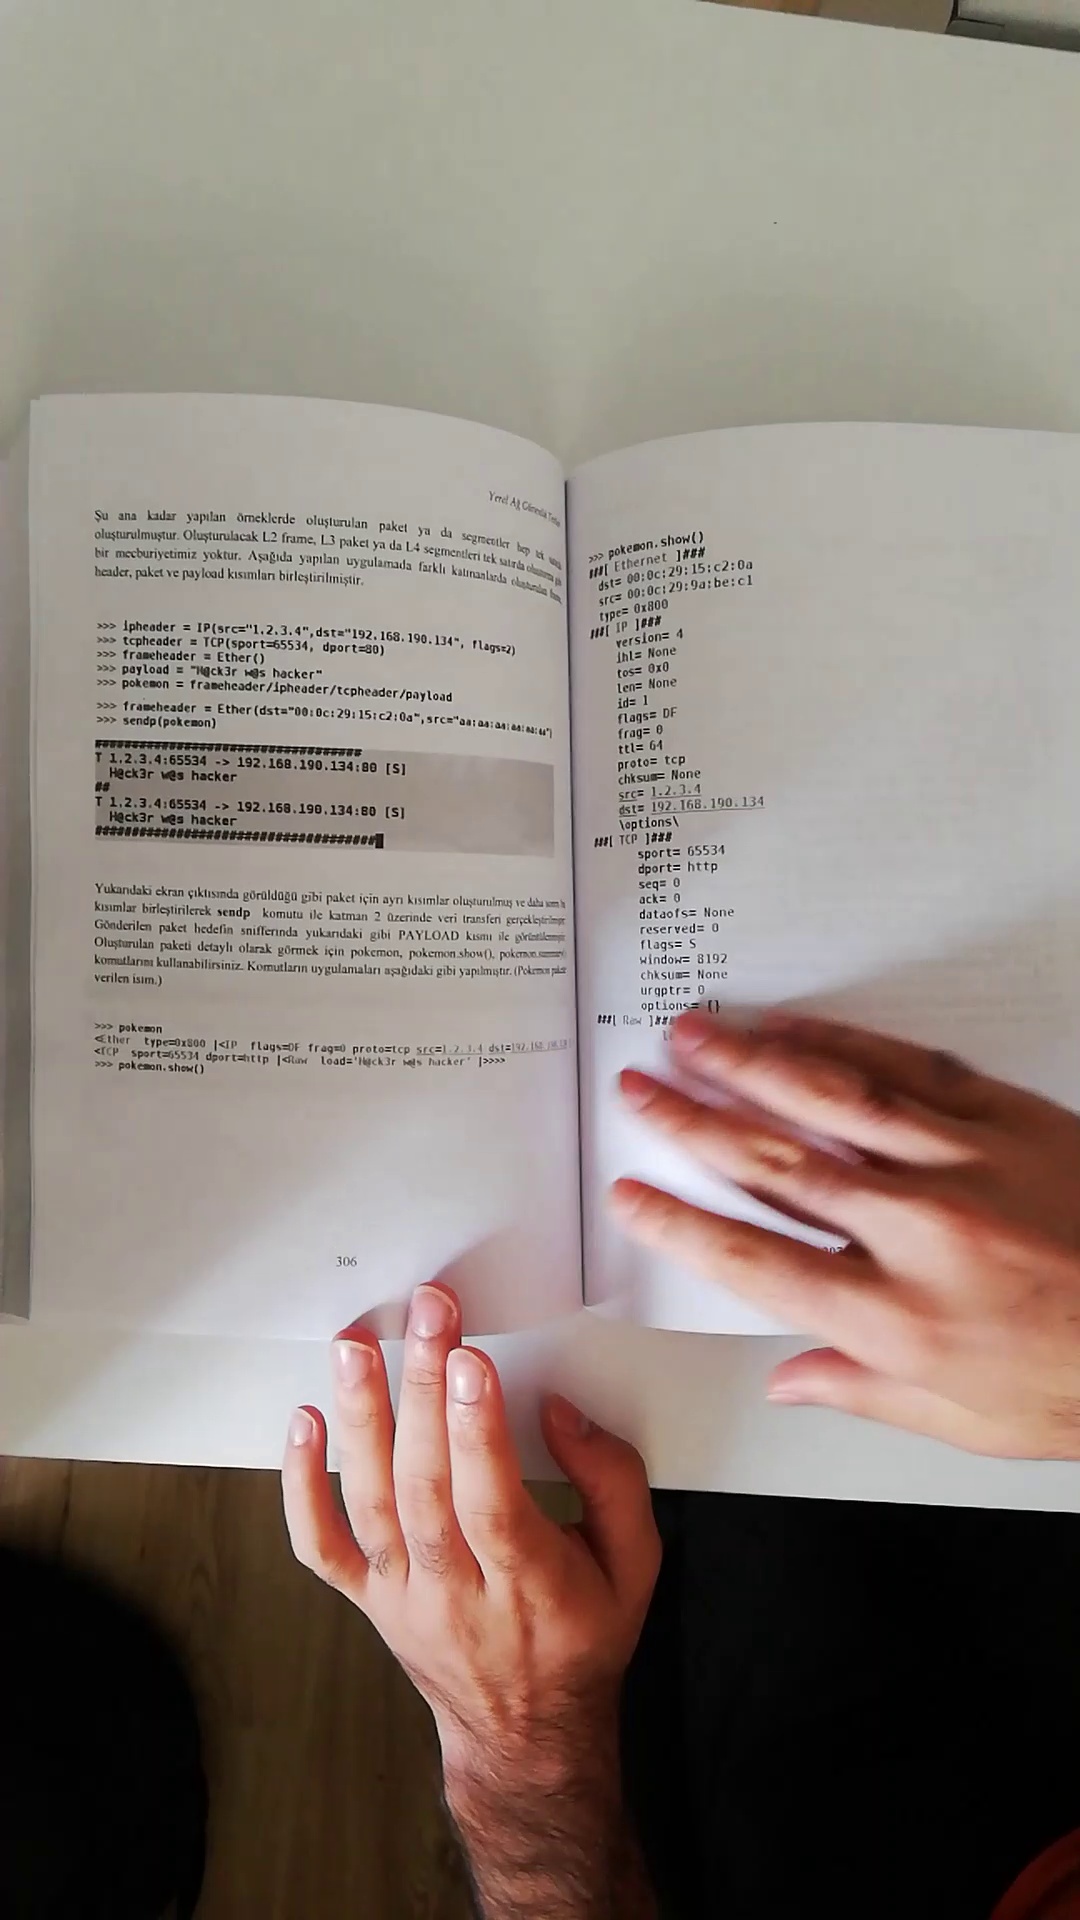 Yerel Ağ Güvenlik
Şu ana kadar yapılan örneklerde oluşturulan paket ya da segmentler hep tek
oluşturulmuştur. Oluşturulacak L2 frame, L3 paket ya da L4 segmentleri tek satırda oluşturma gibi
bir mecburiyetimiz yoktur. Aşağıda yapılan uygulamada farklı katmanlarda oluşturulan
header, paket ve payload kısımları birleştirilmiştir.
>>> ipheader = IP(src="1.2.3.4",dst="192.168.190.134", flags=2)
>>> tcpheader = TCP(sport=65534, dport=80)
>>> frameheader = Ether()
>>> payload = "H@ck3r w@s hacker"
>>> pokemon = frameheader/ipheader/tcpheader/payload
>>> frameheader = Ether(dst="00:0c:29:15:c2:0a",src="aa:aa:aa:aa:aa:aa")
>>> sendp(pokemon)
T 1.2.3.4:65534 -> 192.168.190.134:80 [S]
H@ck3r w@s hacker
##
T 1.2.3.4:65534 -> 192.168.190.134:80 [S]
H@ck3r w@s hacker
Yukarıdaki ekran çıktısında görüldüğü gibi paket için ayrı kısımlar oluşturulmuş ve daha sonra
kısımlar birleştirilerek sendp komutu ile katman 2 üzerinde veri transferi gerçekleştirilmiştir.
Gönderilen paket hedefin snifferinda yukarıdaki gibi PAYLOAD kısmı ile görüntülenmiştir.
Oluşturulan paketi detaylı olarak görmek için pokemon, pokemon.show(), pokemon.summary()
komutlarını kullanabilirsiniz. Komutların uygulamaları aşağıdaki gibi yapılmıştır. (Pokemon pakete
verilen isim.)
>>> pokemon
<Ether type=0x800 |<IP flags=DF frag=0 proto=tcp src=1.2.3.4 dst=192.168.190.134
<TCP sport=65534 dport=http |<Raw load='H@ck3r w@s hacker' |>>>>
>>> pokemon.show()
306
>>> pokemon.show()
###[ Ethernet ]###
dst= 00:0c:29:15:c2:0a
src= 00:0c:29:9a:be:c1
type= 0x800
###[ IP ]###
version= 4
ihl= None
tos= 0x0
len= None
id= 1
flags= DF
frag= 0
ttl= 64
proto= tcp
chksum= None
src= 1.2.3.4
dst= 192.168.190.134
\options\
###[ TCP ]###
sport= 65534
dport= http
seq= 0
ack= 0
dataofs= None
reserved= 0
flags= S
window= 8192
chksum= None
urgptr= 0
options= {}
###[ Raw ]###